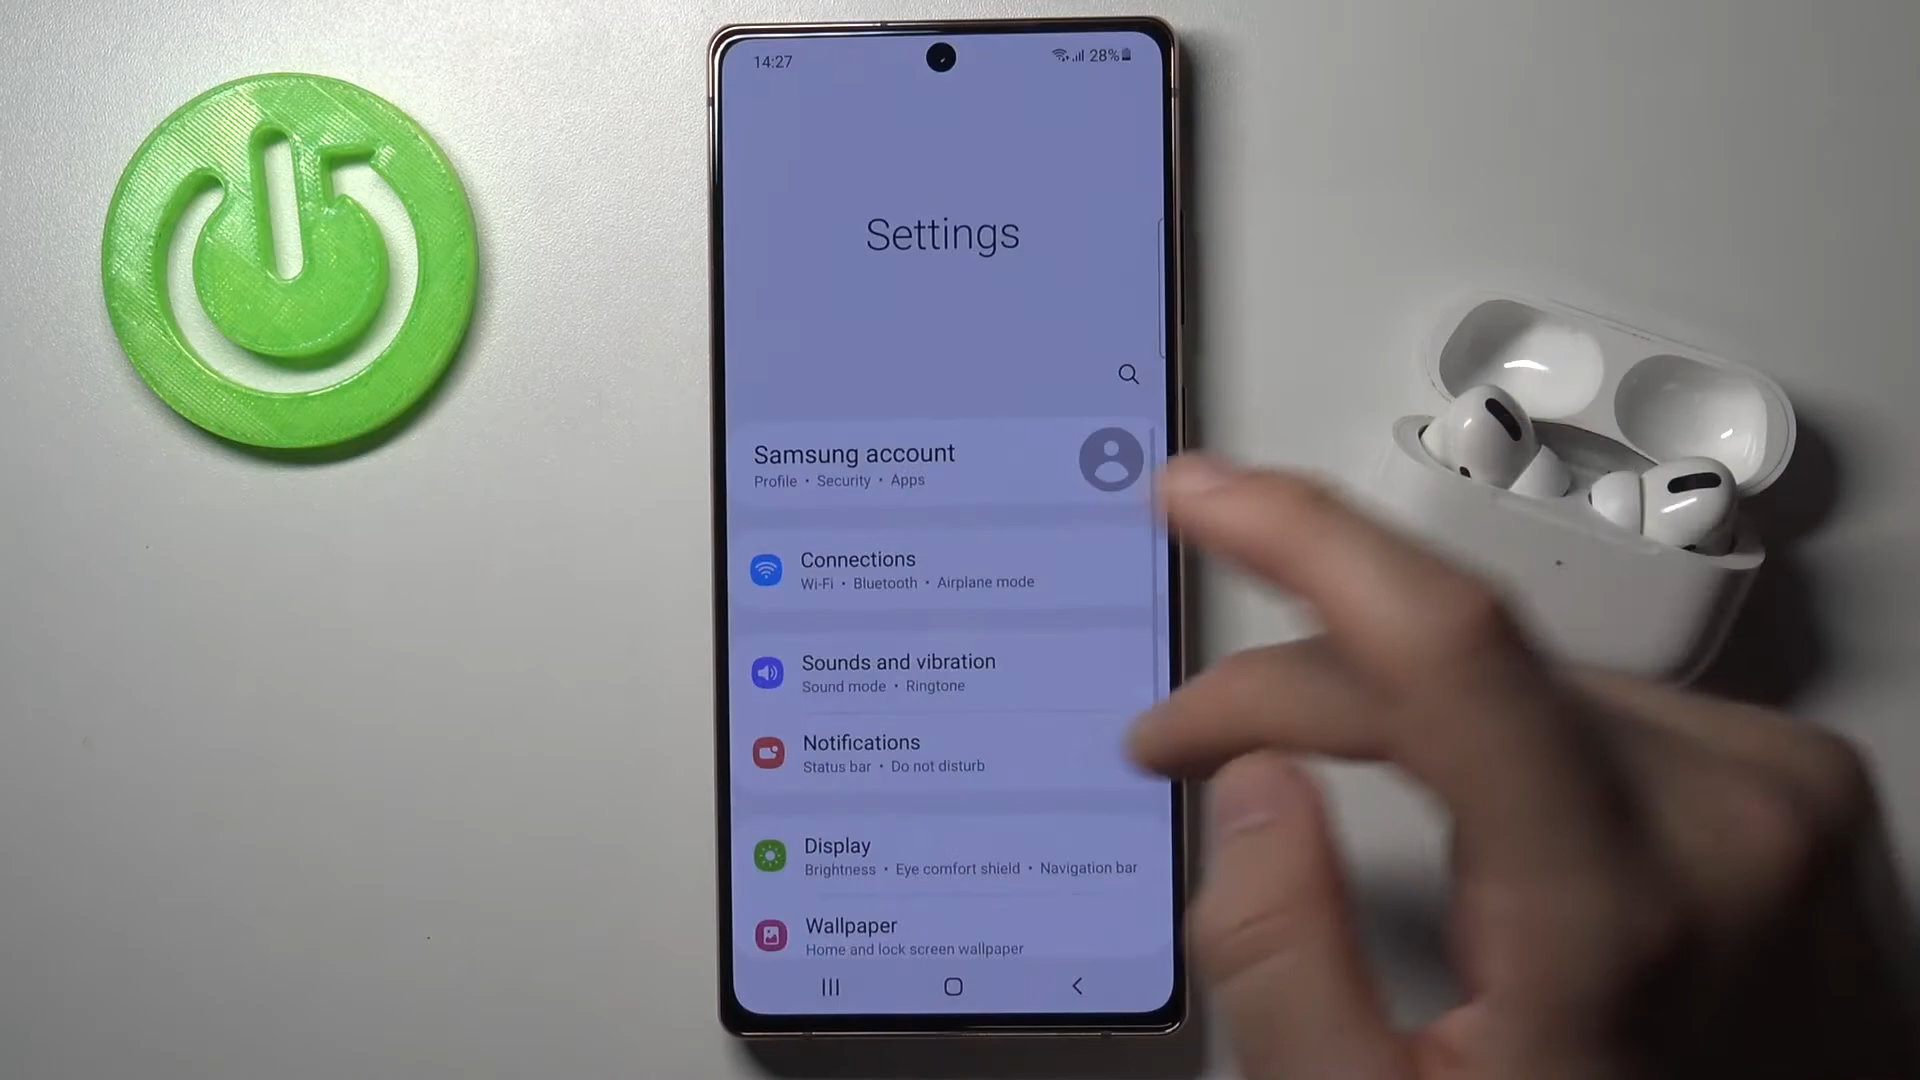 14:27
28%
Settings
Samsung account
Profile • Security • Apps
Connections
Wi-Fi • Bluetooth • Airplane mode
Sounds and vibration
Sound mode • Ringtone
Notifications
Status bar • Do not disturb
Display
Brightness • Eye comfort shield • Navigation bar
Wallpaper
Home and lock screen wallpaper